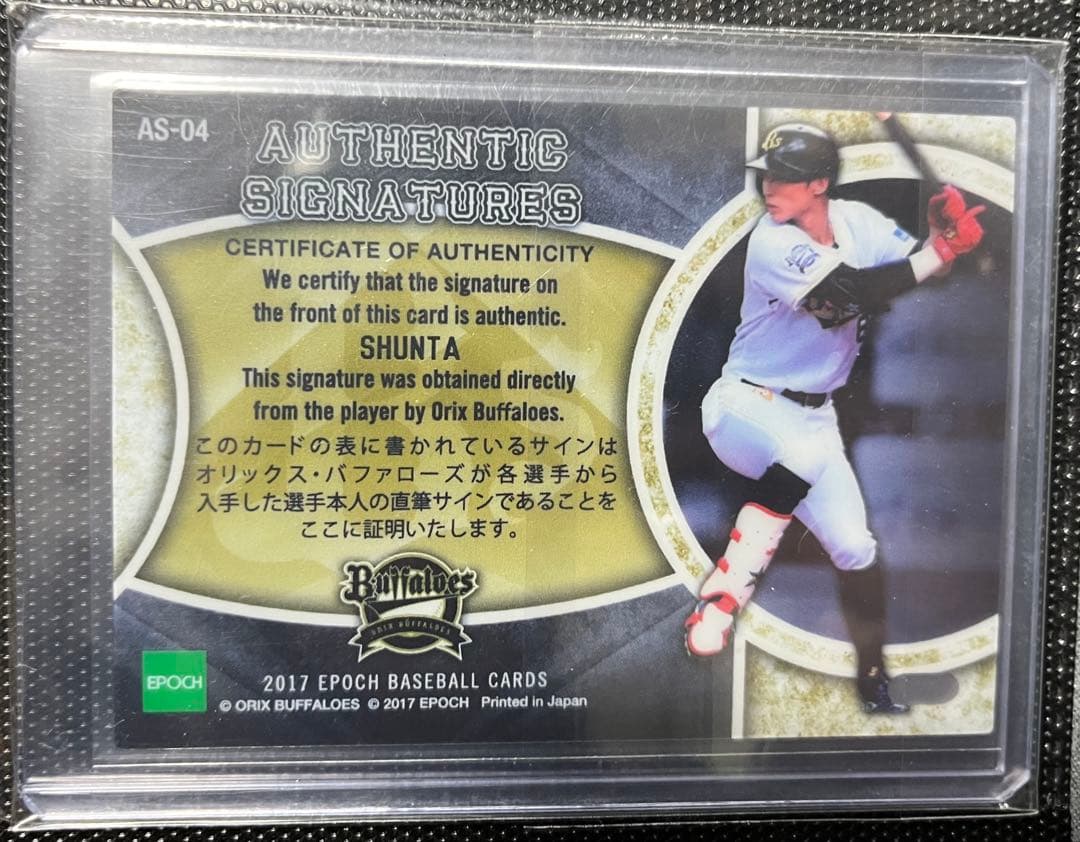 AS-04
AUTHENTIC
SIGNATURES
CERTIFICATE OF AUTHENTICITY
We certify that the signature on
the front of this card is authentic.
SHUNTA
This signature was obtained directly
from the player by Orix Buffaloes.
このカードの表に書かれているサインは
オリックス・バファローズが各選手から
入手した選手本人の直筆サインであることを
ここに証明いたします。
Buffaloes
ORIX BUFFALOES
EPOCH
2017 EPOCH BASEBALL CARDS
© ORIX BUFFALOES © 2017 EPOCH Printed in Japan